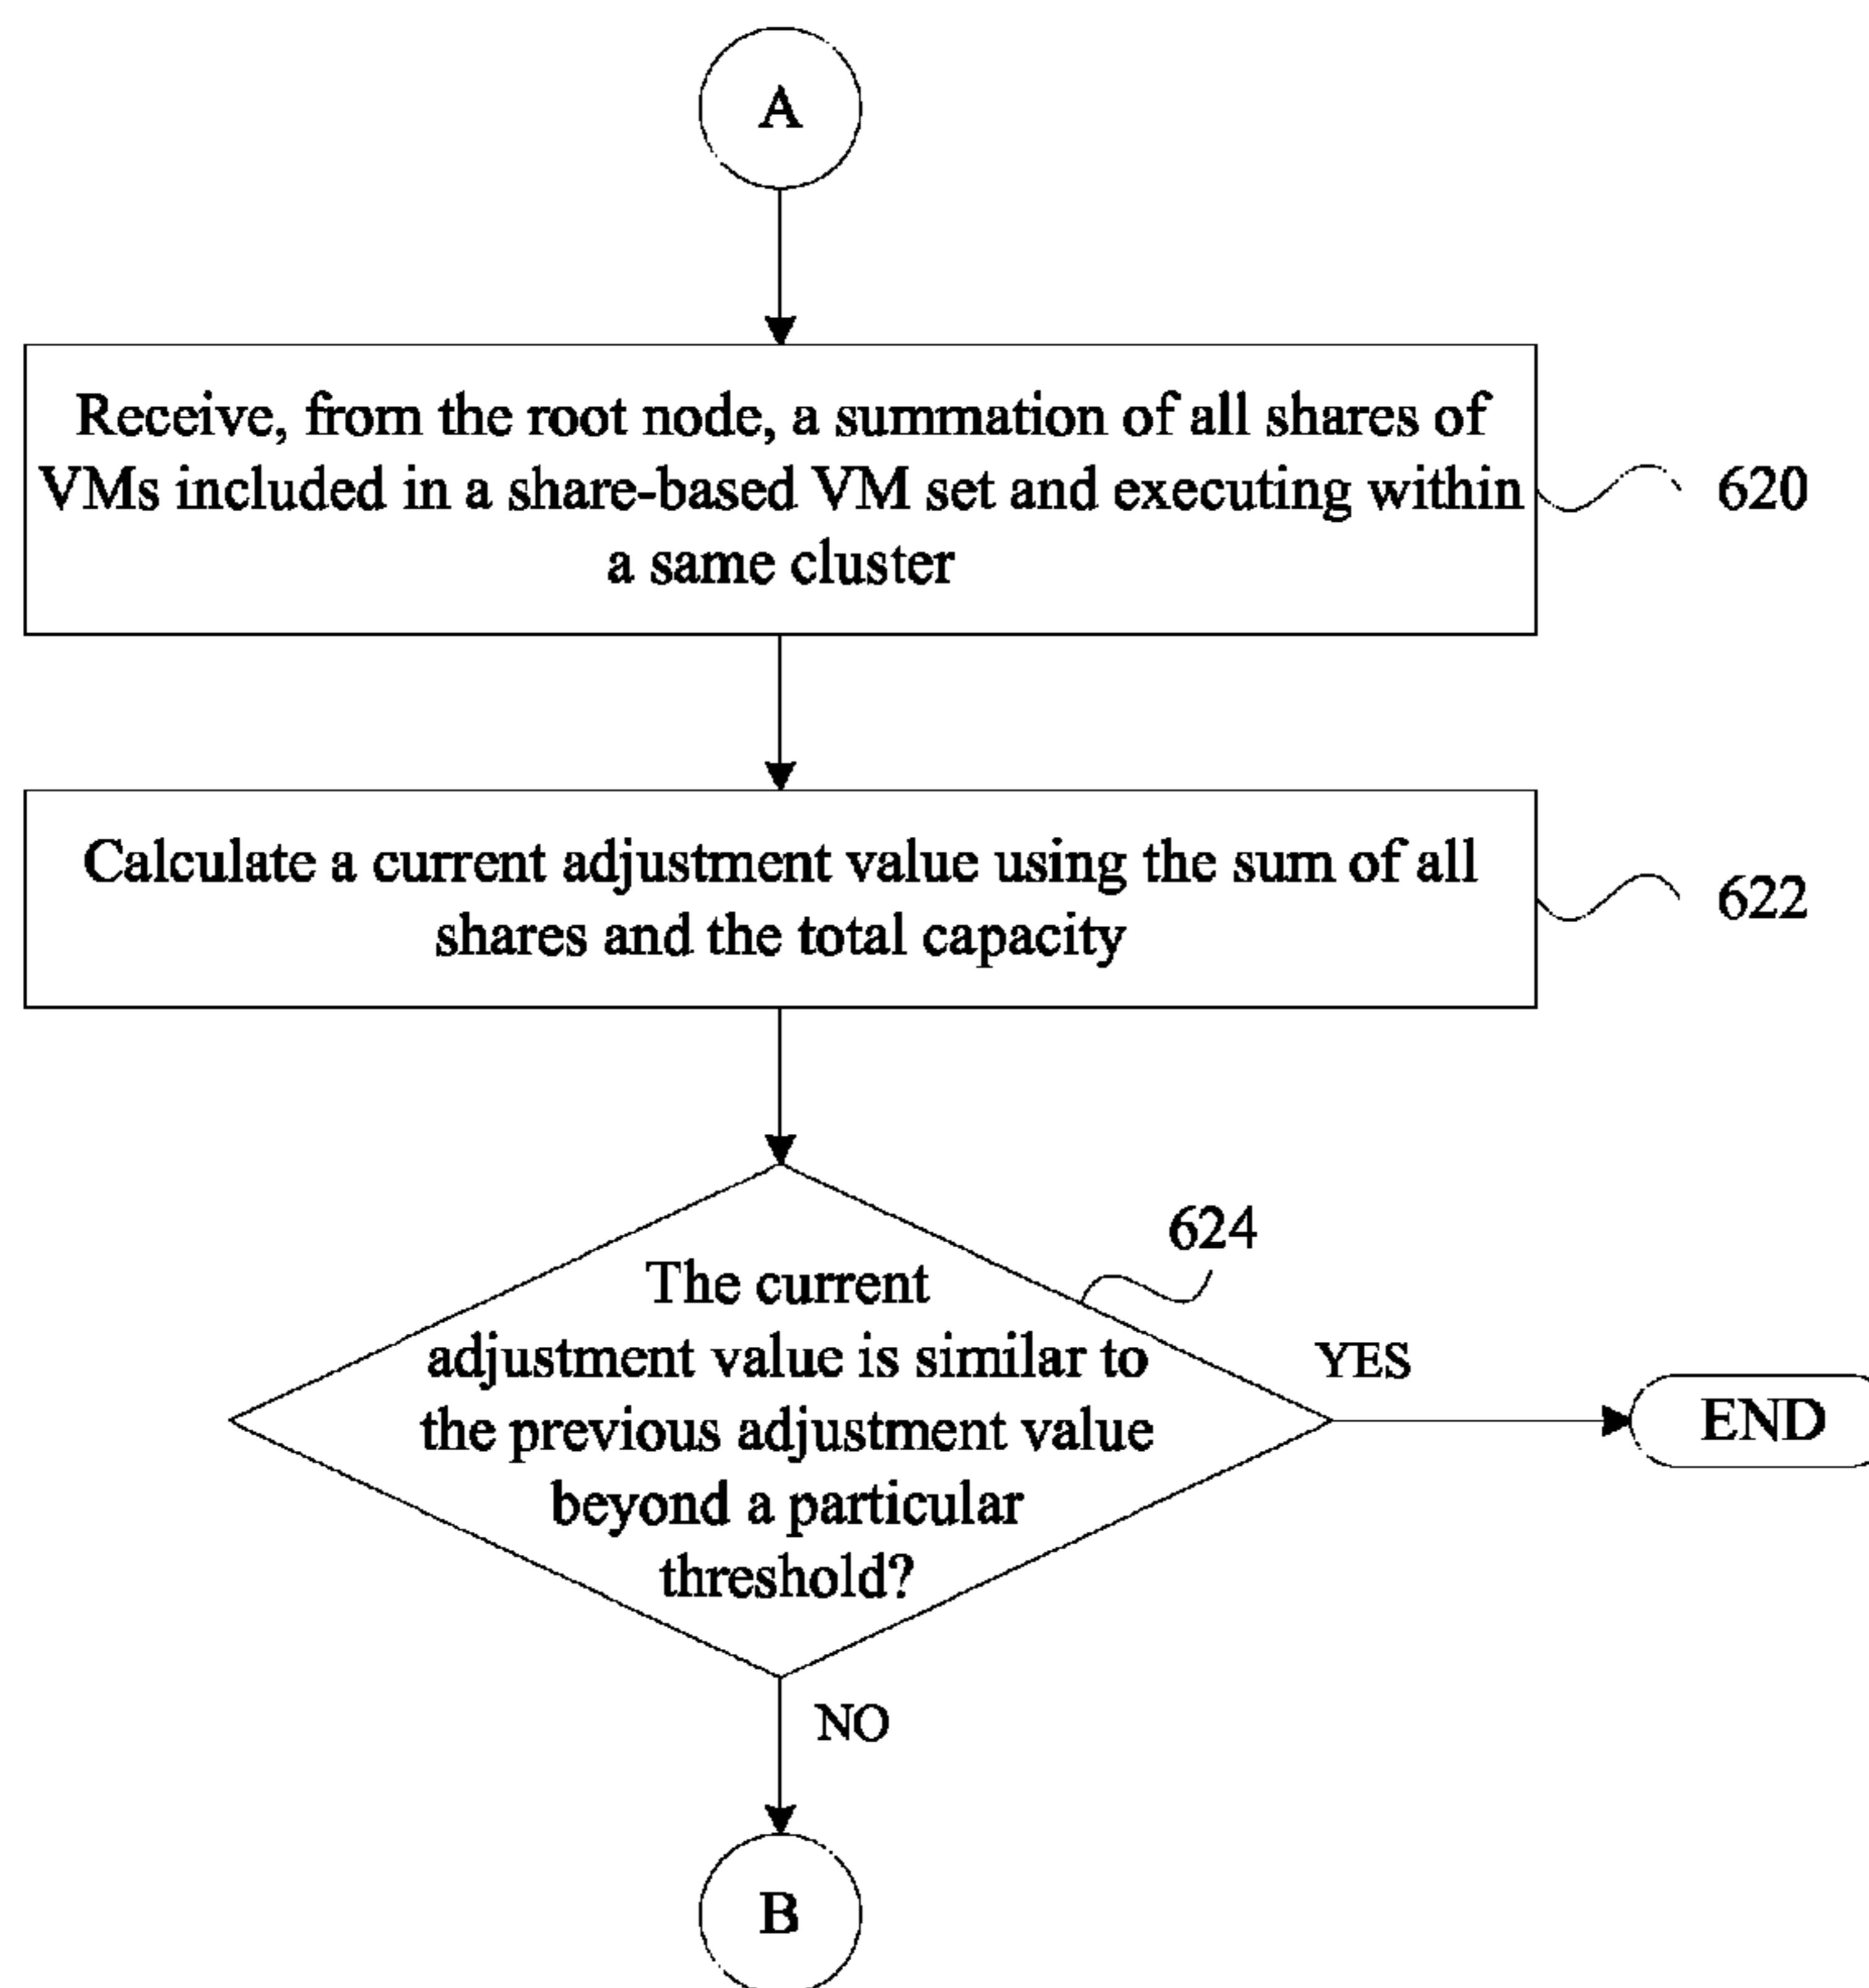 A
Receive, from the root node, a summation of all shares of
VMs included in a share-based VM set and executing within
a same cluster
620
Calculate a current adjustment value using the sum of all
shares and the total capacity
622
624
The current
adjustment value is similar to
the previous adjustment value
beyond a particular
threshold?
YES
END
NO
B